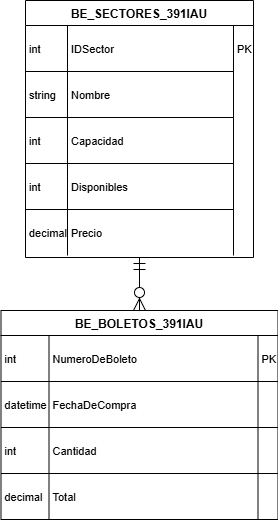 BE_SECTORES_391IAU
int IDSector PK
string Nombre
int Capacidad
int Disponibles
decimal Precio
BE_BOLETOS_391IAU
int NumeroDeBoleto PK
datetime FechaDeCompra
int Cantidad
decimal Total